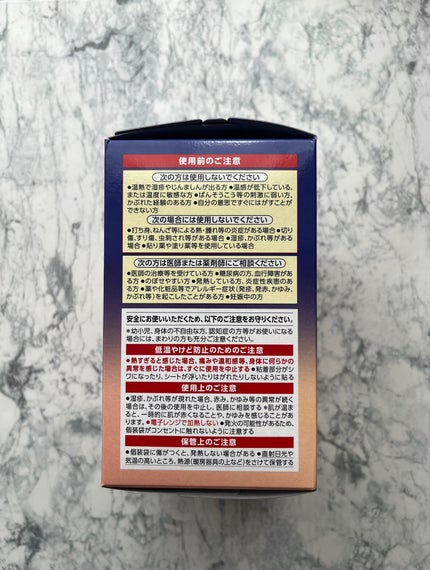 使用前のご注意
次の方は使用しないでください
●温熱で湿疹やじんましんが出る方 ●温感が低下している、
または温度に敏感な方 ●ばんそうこう等の刺激に弱い方、
かぶれた経験のある方 ●自分の意思ですぐにはがすことが
できない方
次の場合には使用しないでください
●打ち身、ねんざ等による熱・腫れ等の炎症がある場合 ●切り
傷、すり傷、虫刺され等がある場合 ●湿疹、かぶれ等がある
場合 ●貼り薬や塗り薬等を使用している場合
次の方は医師または薬剤師にご相談ください
●医師の治療等を受けている方 ●糖尿病の方、血行障害があ
る方 ●のぼせやすい方 ●発熱している方、炎症性疾患のあ
る方 ●薬や化粧品等でアレルギー症状(発疹、発赤、かゆみ、
かぶれ等)を起こしたことがある方 ●妊娠中の方
安全にお使いいただくため、以下のご注意をお守りください。
*幼小児、身体の不自由な方、認知症の方等がお使いになる
場合には、まわりの方も充分ご注意ください。
低温やけど防止のためのご注意
●熱すぎると感じた場合、痛みや違和感等、身体に何らかの
異常を感じた場合は、すぐに使用を中止する ●粘着部分がシ
ワになったり、シートが浮いたりはがれたりしないように貼る
使用上のご注意
●湿疹、かぶれ等が現れた場合、赤み、かゆみ等の異常が続く
場合は、その後の使用を中止し、医師に相談する *肌が温ま
ると、一時的に肌が赤くなることや、かゆみを感じることがあ
ります。●電子レンジで加熱しない ●発火の可能性があるため、
個装袋がコンセントに触れないように注意する
保管上のご注意
●個装袋に傷がつくと、発熱しない場合がある ●直射日光や
気温の高いところ、熱源(暖房器具の上など)をさけて保管する